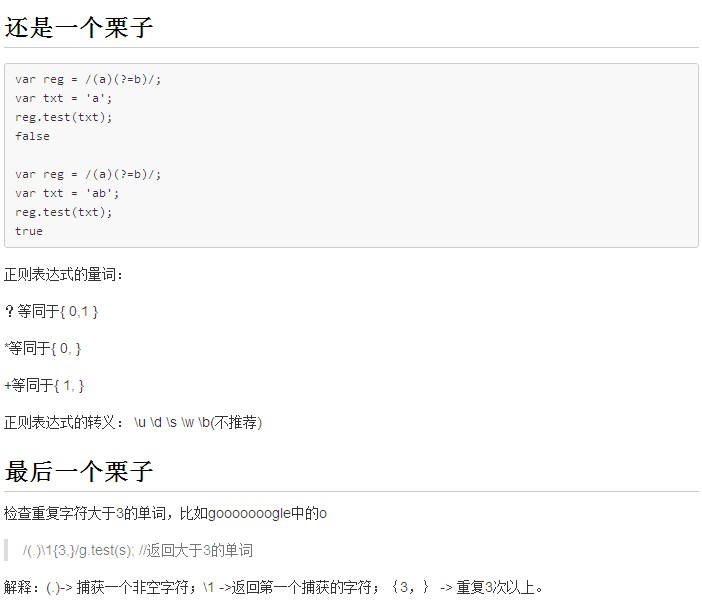 还是一个栗子
var reg = /(a)(?=b)/;
var txt = 'a';
reg.test(txt);
false
var reg = /(a)(?=b)/;
var txt = 'ab';
reg.test(txt);
true
正则表达式的量词：
？等同于{ 0,1 }
*等同于{ 0, }
+等同于{ 1, }
正则表达式的转义： \u \d \s \w \b(不推荐)
最后一个栗子
检查重复字符大于3的单词，比如gooooooogle中的o
/(.)\1{3,}/g.test(s); //返回大于3的单词
解释：(.)-> 捕获一个非空字符；\1 ->返回第一个捕获的字符；｛3，｝ -> 重复3次以上。